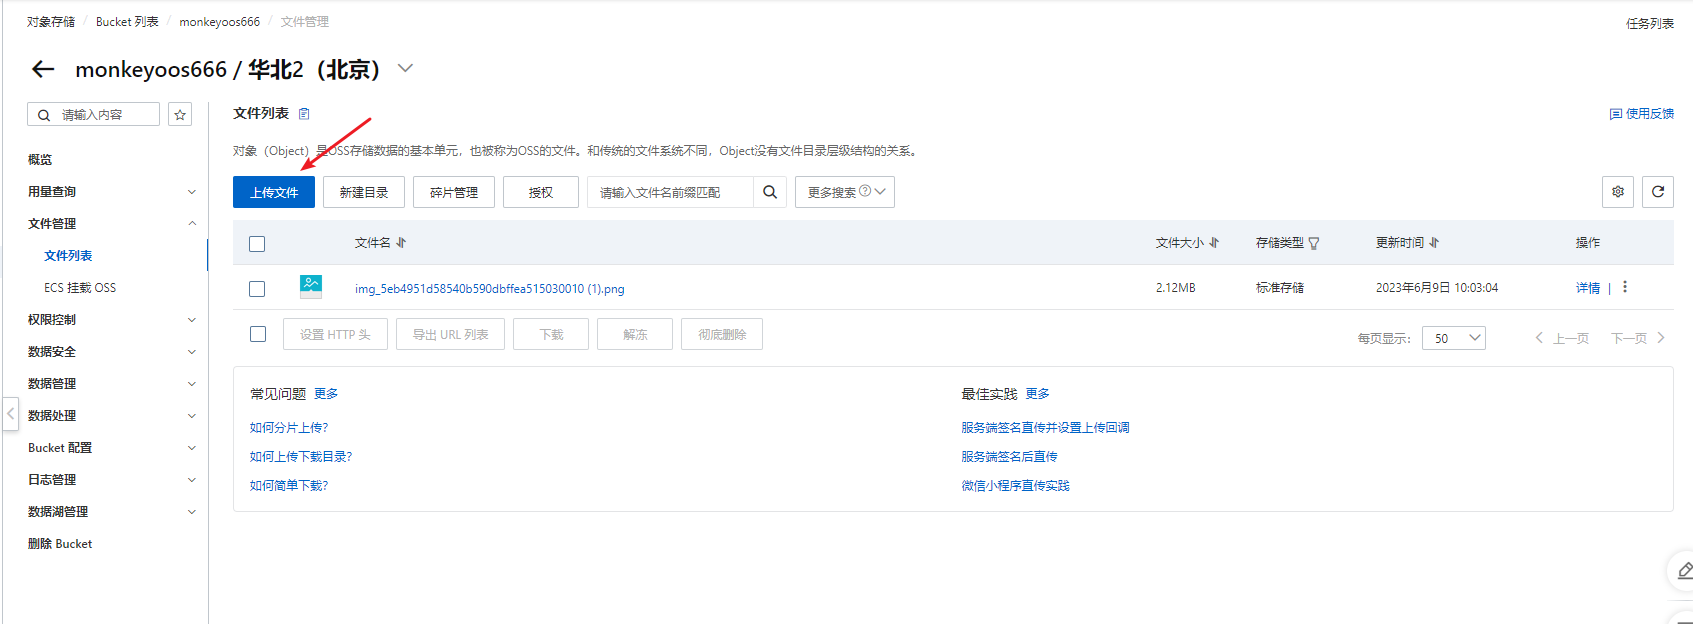 对象存储 / Bucket 列表 / monkeyoos666 / 文件管理
任务列表
monkeyoos666 / 华北2（北京）
请输入内容
文件列表
使用反馈
对象（Object）是OSS存储数据的基本单元，也被称为OSS的文件。和传统的文件系统不同，Object没有文件目录层级结构的关系。
上传文件 新建目录 碎片管理 授权 请输入文件名前缀匹配 更多搜索
概览
用量查询
文件管理
文件列表
ECS 挂载 OSS
权限控制
数据安全
数据管理
数据处理
Bucket 配置
日志管理
数据湖管理
删除 Bucket
文件名 文件大小 存储类型 更新时间 操作
img_5eb4951d58540b590dbffea515030010 (1).png 2.12MB 标准存储 2023年6月9日 10:03:04 详情 |
设置 HTTP 头 导出 URL 列表 下载 解冻 彻底删除
每页显示： 50 上一页 下一页
常见问题 更多
如何分片上传?
如何上传下载目录?
如何简单下载?
最佳实践 更多
服务端签名直传并设置上传回调
服务端签名后直传
微信小程序直传实践